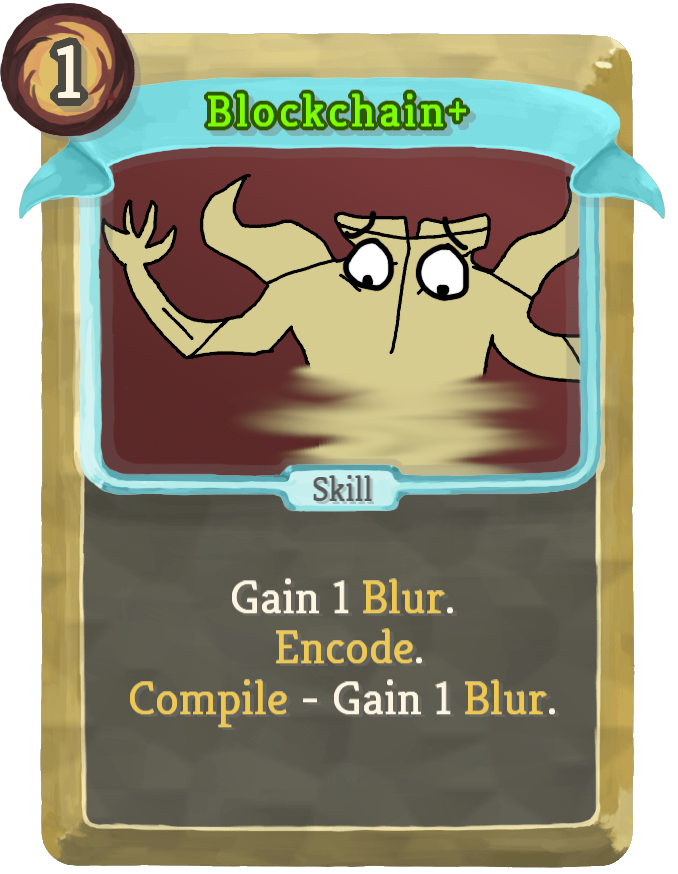 1
Blockchain+
Skill
Gain 1 Blur.
Encode.
Compile - Gain 1 Blur.